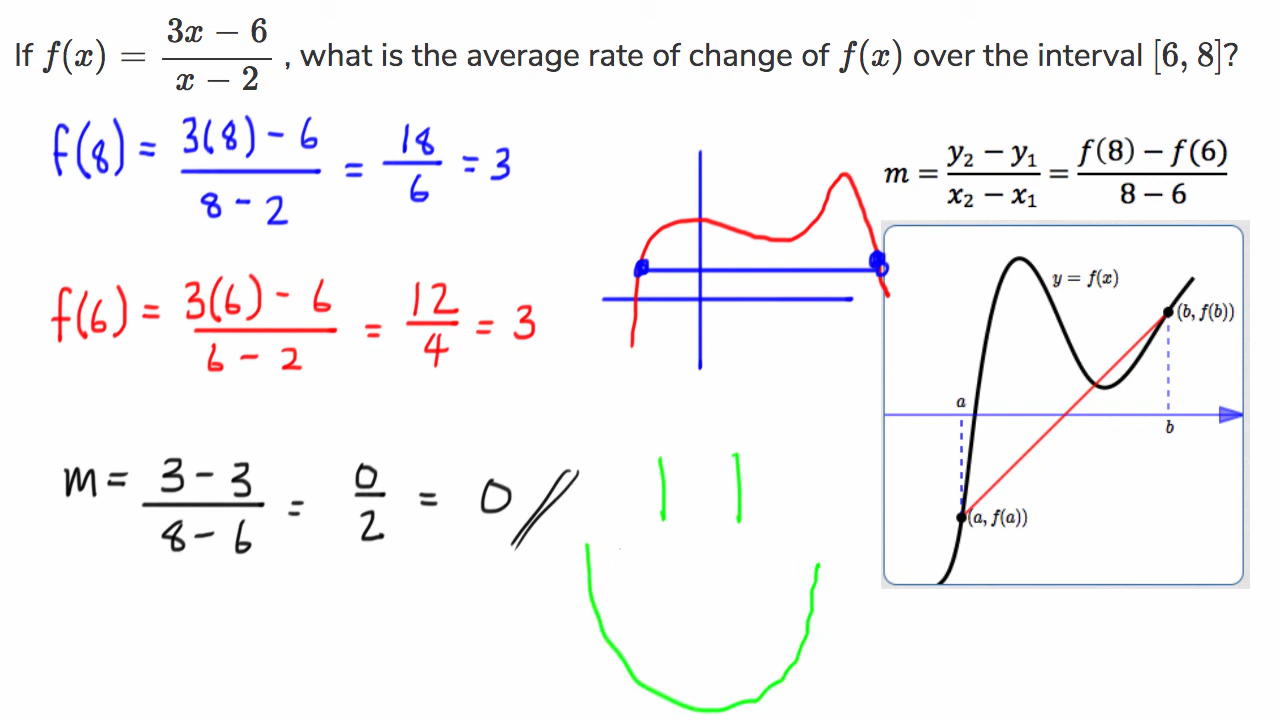 If f(x) = (3x − 6)/(x − 2) , what is the average rate of change of f(x) over the interval [6, 8]?
f(8) = (3(8) - 6)/(8 - 2) = 18/6 = 3
m = (y₂ − y₁)/(x₂ − x₁) = (f(8) − f(6))/(8 − 6)
f(6) = (3(6) - 6)/(6 - 2) = 12/4 = 3
y = f(x)
(b, f(b))
a
b
(a, f(a))
m = (3 - 3)/(8 - 6) = 0/2 = 0 //